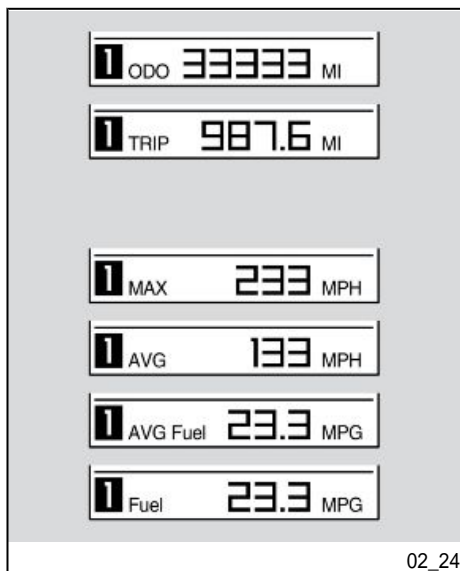 1 ODO 33333 MI
1 TRIP 987.6 MI
1 MAX 233 MPH
1 AVG 133 MPH
1 AVG Fuel 23.3 MPG
1 Fuel 23.3 MPG
02_24